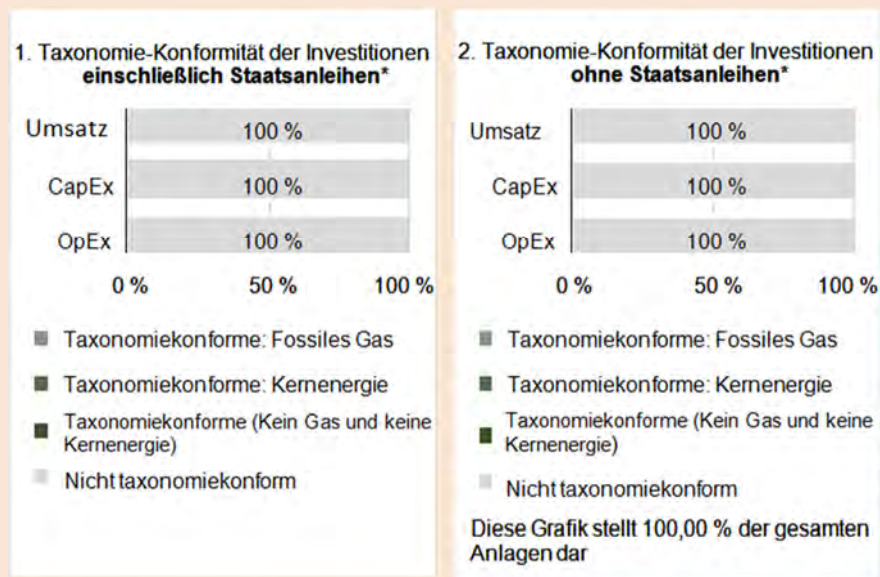 1. Taxonomie-Konformität der Investitionen
einschließlich Staatsanleihen*
Umsatz 100 %
CapEx 100 %
OpEx 100 %
0 % 50 % 100 %
Taxonomiekonforme: Fossiles Gas
Taxonomiekonforme: Kernenergie
Taxonomiekonforme (Kein Gas und keine
Kernenergie)
Nicht taxonomiekonform
2. Taxonomie-Konformität der Investitionen
ohne Staatsanleihen*
Umsatz 100 %
CapEx 100 %
OpEx 100 %
0 % 50 % 100 %
Taxonomiekonforme: Fossiles Gas
Taxonomiekonforme: Kernenergie
Taxonomiekonforme (Kein Gas und keine
Kernenergie)
Nicht taxonomiekonform
Diese Grafik stellt 100,00 % der gesamten
Anlagen dar